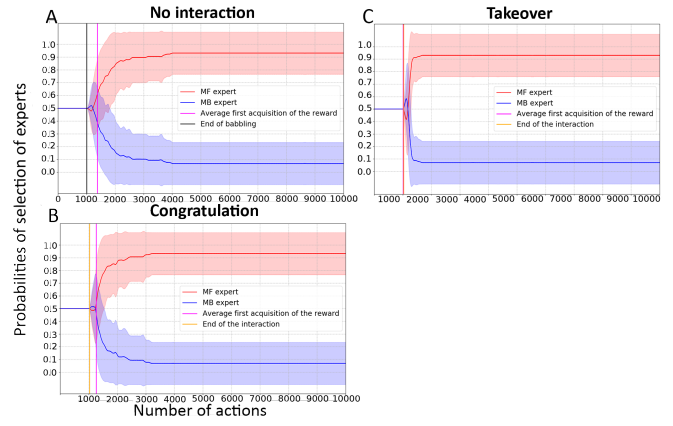 A
No interaction
1.0
0.9
0.8
0.7
0.6
0.5
0.4
0.3
0.2
0.1
0.0
MF expert
MB expert
Average first acquisition of the reward
End of babbling
0 1000 2000 3000 4000 5000 6000 7000 8000 9000 10000
B
Congratulation
1.0
0.9
0.8
0.7
0.6
0.5
0.4
0.3
0.2
0.1
0.0
MF expert
MB expert
Average first acquisition of the reward
End of the interaction
1000 2000 3000 4000 5000 6000 7000 8000 9000 10000
C
Takeover
1.0
0.9
0.8
0.7
0.6
0.5
0.4
0.3
0.2
0.1
0.0
MF expert
MB expert
Average first acquisition of the reward
End of the interaction
1000 2000 3000 4000 5000 6000 7000 8000 9000 10000
Probabilities of selection of experts
Number of actions